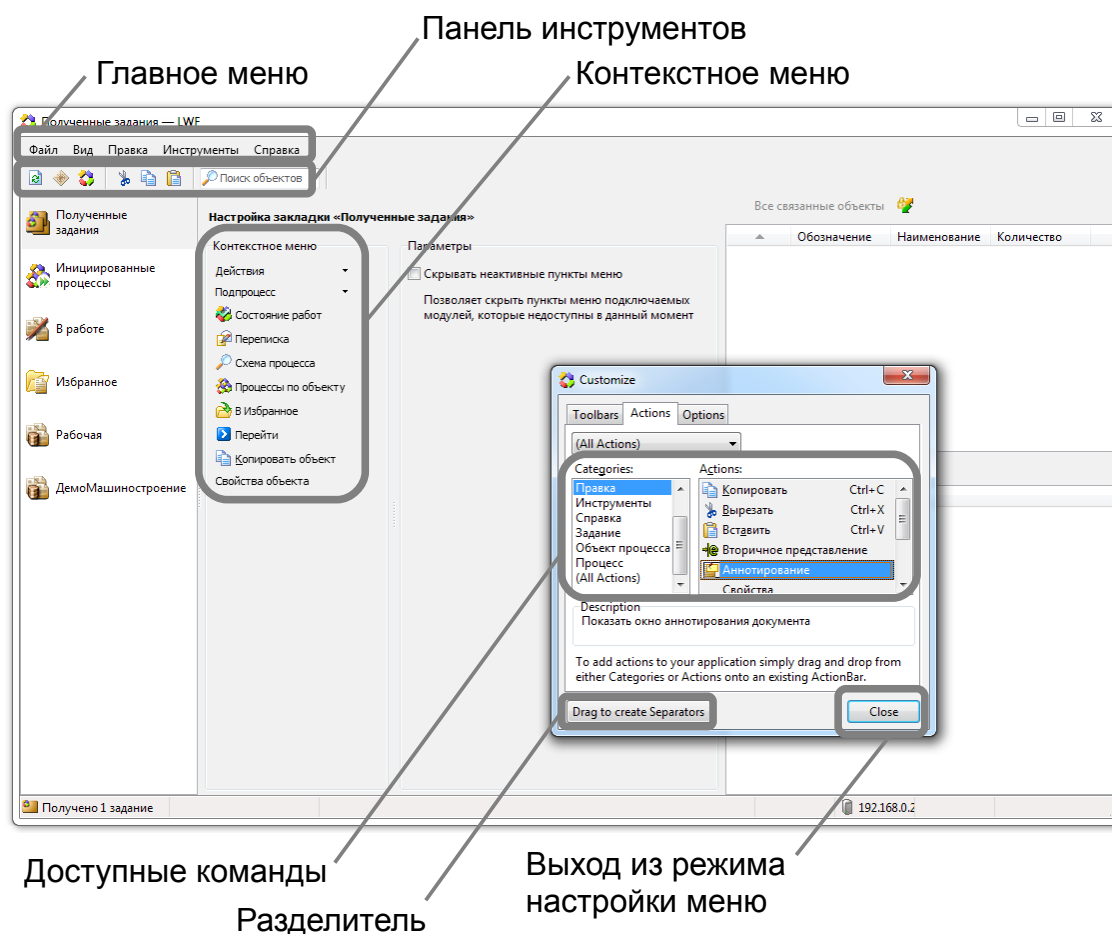 Панель инструментов
Главное меню
Контекстное меню
Полученные задания — LWF
Файл Вид Правка Инструменты Справка
Поиск объектов
Полученные
задания
Инициированные
процессы
В работе
Избранное
Рабочая
ДемоМашиностроение
Настройка закладки «Полученные задания»
Контекстное меню
Действия
Подпроцесс
Состояние работ
Переписка
Схема процесса
Процессы по объекту
В Избранное
Перейти
Копировать объект
Свойства объекта
Параметры
Скрывать неактивные пункты меню
Позволяет скрыть пункты меню подключаемых
модулей, которые недоступны в данный момент
Все связанные объекты
Обозначение Наименование Количество
Customize
Toolbars Actions Options
(All Actions)
Categories:
Правка
Инструменты
Справка
Задание
Объект процесса
Процесс
(All Actions)
Actions:
Копировать Ctrl+C
Вырезать Ctrl+X
Вставить Ctrl+V
Вторичное представление
Аннотирование
Свойства
Description
Показать окно аннотирования документа
To add actions to your application simply drag and drop from
either Categories or Actions onto an existing ActionBar.
Drag to create Separators
Close
Получено 1 задание
192.168.0.2
Доступные команды
Разделитель
Выход из режима
настройки меню